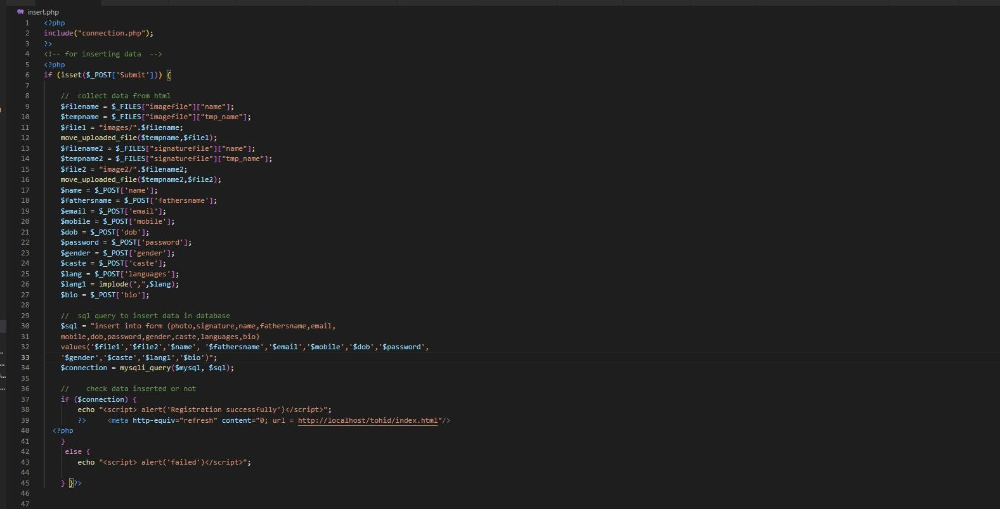 insert.php
1 <?php
2 include("connection.php");
3 ?>
4 <!-- for inserting data  -->
5 <?php
6 if (isset($_POST['Submit'])) {
7
8     //  collect data from html
9     $filename = $_FILES["imagefile"]["name"];
10     $tempname = $_FILES["imagefile"]["tmp_name"];
11     $file1 = "images/".$filename;
12     move_uploaded_file($tempname,$file1);
13     $filename2 = $_FILES["signaturefile"]["name"];
14     $tempname2 = $_FILES["signaturefile"]["tmp_name"];
15     $file2 = "image2/".$filename2;
16     move_uploaded_file($tempname2,$file2);
17     $name = $_POST['name'];
18     $fathersname = $_POST['fathersname'];
19     $email = $_POST['email'];
20     $mobile = $_POST['mobile'];
21     $dob = $_POST['dob'];
22     $password = $_POST['password'];
23     $gender = $_POST['gender'];
24     $caste = $_POST['caste'];
25     $lang = $_POST['languages'];
26     $lang1 = implode(",",$lang);
27     $bio = $_POST['bio'];
28
29     //  sql query to insert data in database
30     $sql = "insert into form (photo,signature,name,fathersname,email,
31     mobile,dob,password,gender,caste,languages,bio)
32     values('$file1','$file2','$name', '$fathersname','$email','$mobile','$dob','$password',
33     '$gender','$caste','$lang1','$bio')";
34     $connection = mysqli_query($mysql, $sql);
35
36     //    check data inserted or not
37     if ($connection) {
38         echo "<script> alert('Registration successfully')</script>";
39         ?>     <meta http-equiv="refresh" content="0; url = http://localhost/tohid/index.html"/>
40   <?php
41     }
42      else {
43         echo "<script> alert('failed')</script>";
44
45     } }?>
46
47